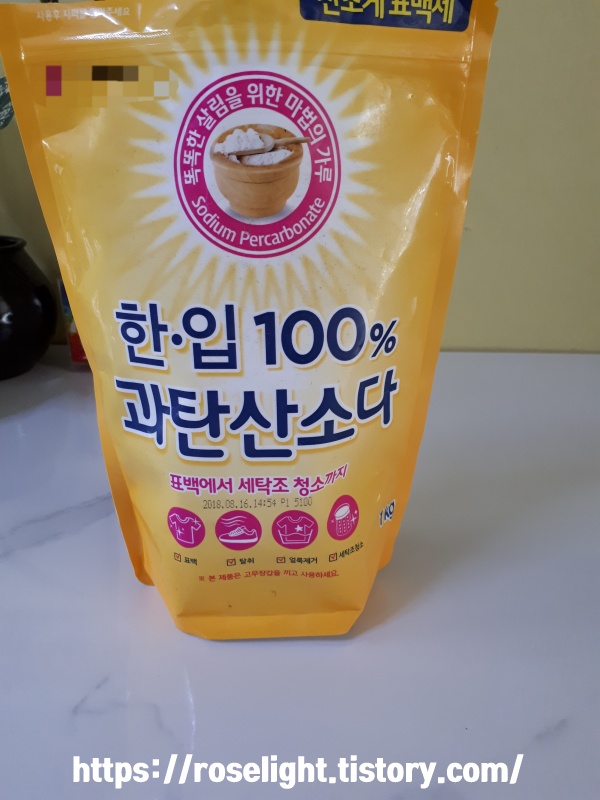 산소계 표백제
똑똑한 살림을 위한 마법의 가루
Sodium Percarbonate
한·입 100%
과탄산소다
표백에서 세탁조 청소까지
2018.08.16.14:54 P1 5100
1KG
표백
탈취
얼룩제거
세탁조청소
※ 본 제품은 고무장갑을 끼고 사용하세요.
https://roselight.tistory.com/